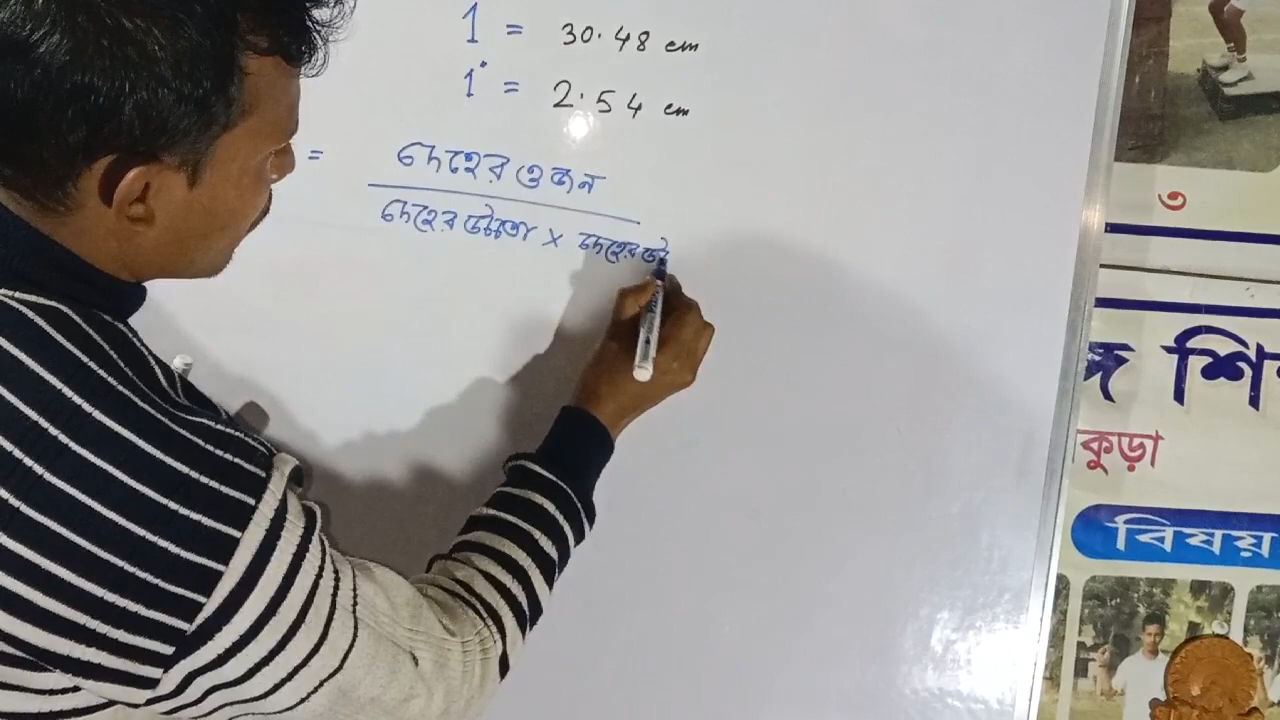 1 = 30.48 cm
1" = 2.54 cm
= দেহের ওজন
দেহের উচ্চতা × দেহের উ
৩
ঙ্গ শি
কুড়া
বিষয়